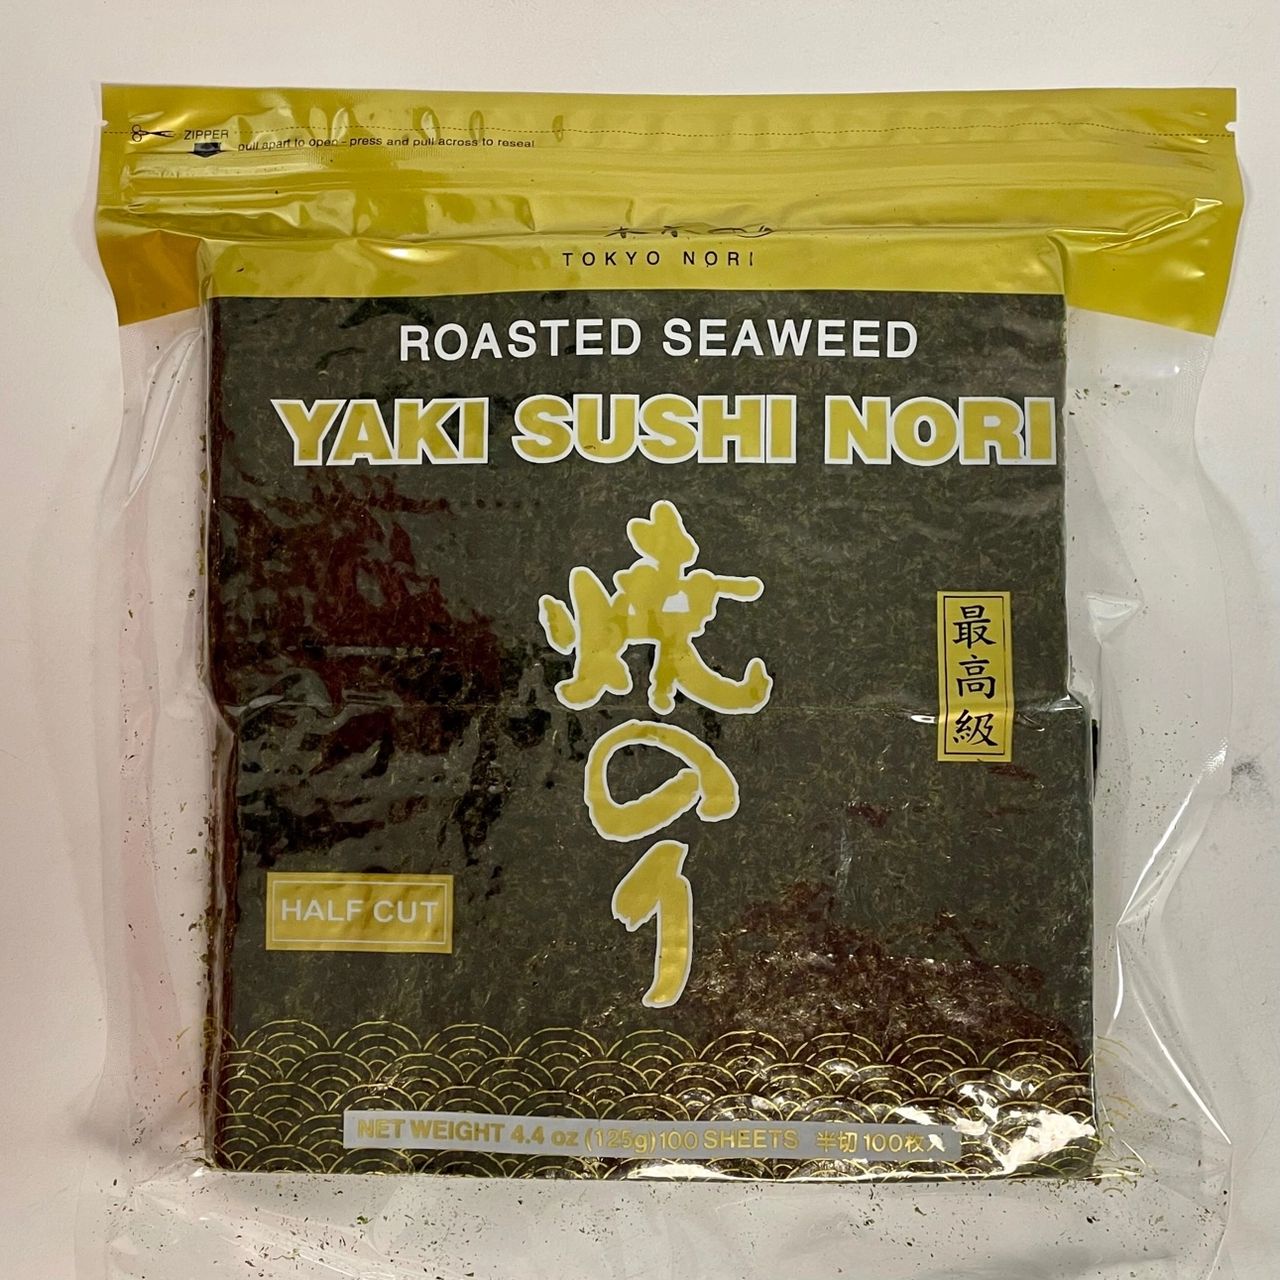 ZIPPER
pull apart to open - press and pull across to reseal
TOKYO NORI
ROASTED SEAWEED
YAKI SUSHI NORI
焼のり
最高級
HALF CUT
NET WEIGHT 4.4 oz (125g) 100 SHEETS 半切 100枚入